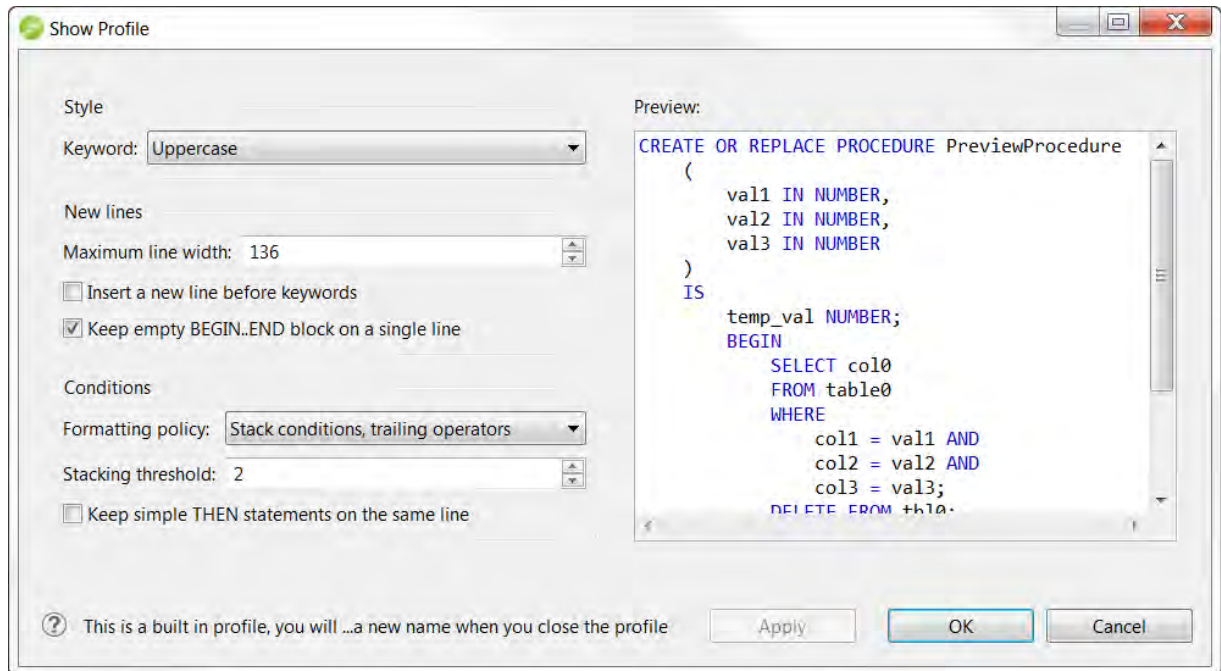 Show Profile
Style
Keyword: Uppercase
New lines
Maximum line width: 136
Insert a new line before keywords
Keep empty BEGIN..END block on a single line
Conditions
Formatting policy: Stack conditions, trailing operators
Stacking threshold: 2
Keep simple THEN statements on the same line
Preview:
CREATE OR REPLACE PROCEDURE PreviewProcedure
(
val1 IN NUMBER,
val2 IN NUMBER,
val3 IN NUMBER
)
IS
temp_val NUMBER;
BEGIN
SELECT col0
FROM table0
WHERE
col1 = val1 AND
col2 = val2 AND
col3 = val3;
DELETE FROM tbl0;
? This is a built in profile, you will ...a new name when you close the profile
Apply
OK
Cancel